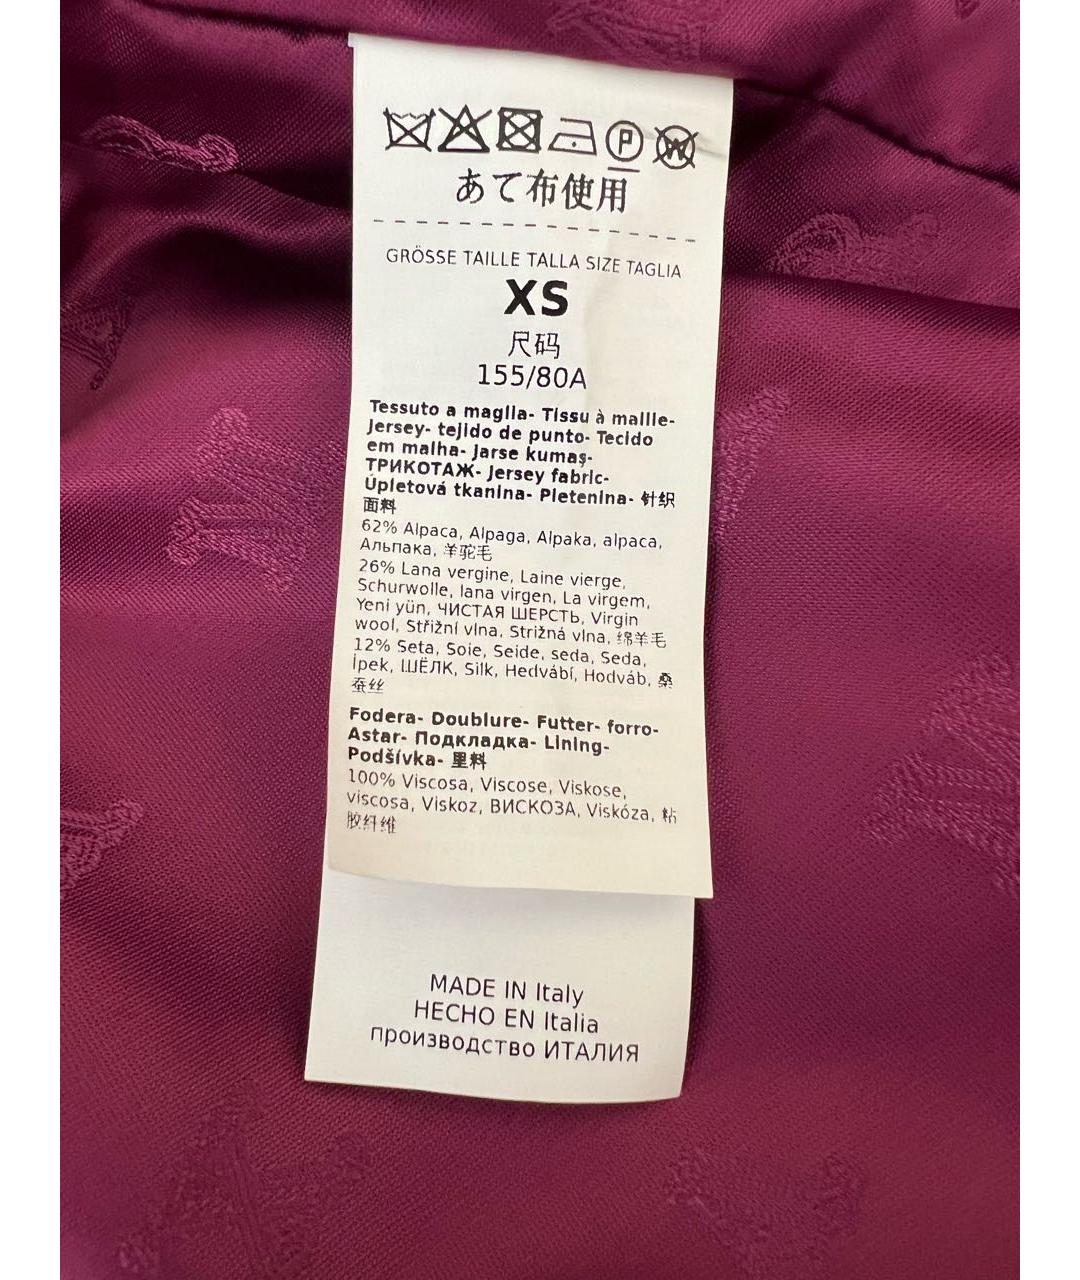 P W
あて布使用
GRÖSSE TAILLE TALLA SIZE TAGLIA
XS
尺码
155/80A
Tessuto a maglia- Tissu à maille-
Jersey- tejido de punto- Tecido
em malha- Jarse kumaş-
ТРИКОТАЖ- Jersey fabric-
Úpletová tkanina- Pletenina- 针织
面料
62% Alpaca, Alpaga, Alpaka, alpaca,
Альпака, 羊驼毛
26% Lana vergine, Laine vierge,
Schurwolle, lana virgen, La virgem,
Yeni yün, ЧИСТАЯ ШЕРСТЬ, Virgin
wool, Střižní vlna, Strižná vlna, 绵羊毛
12% Seta, Soie, Seide, seda, Seda,
İpek, ШЁЛК, Silk, Hedvábí, Hodváb, 桑
蚕丝
Fodera- Doublure- Futter- forro-
Astar- Подкладка- Lining-
Podšívka- 里料
100% Viscosa, Viscose, Viskose,
viscosa, Viskoz, ВИСКОЗА, Viskóza, 粘
胶纤维
MADE IN Italy
HECHO EN Italia
производство ИТАЛИЯ